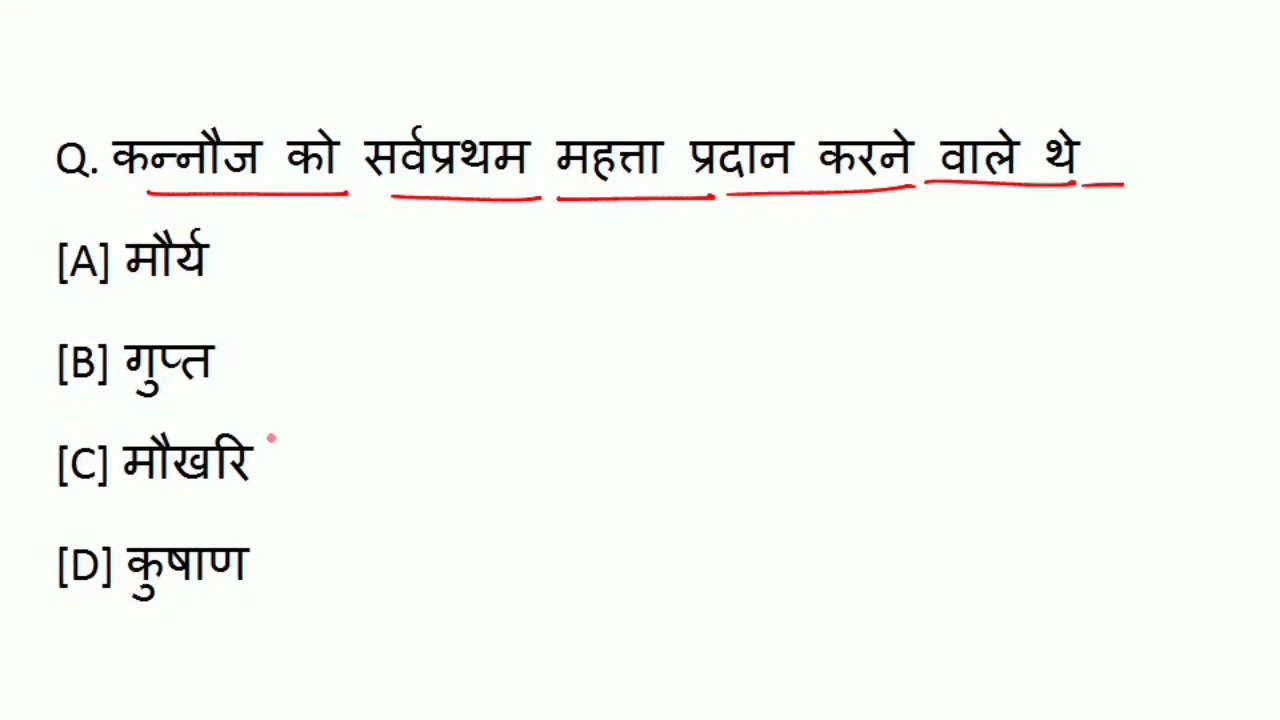 Q. कन्नौज को सर्वप्रथम महत्ता प्रदान करने वाले थे
[A] मौर्य
[B] गुप्त
[C] मौखरि
[D] कुषाण